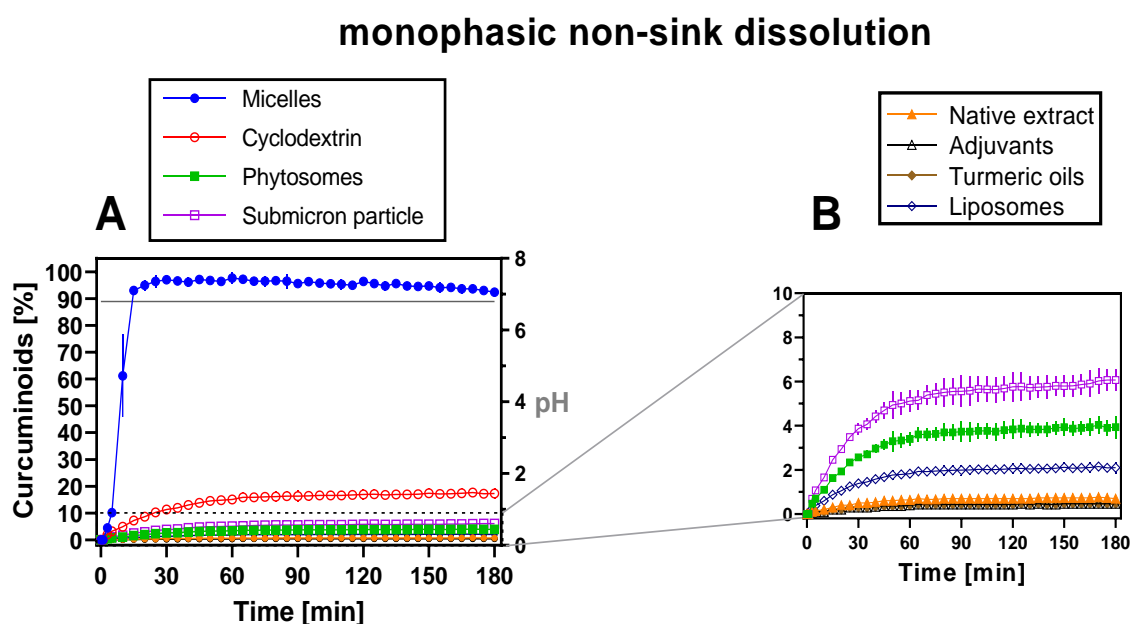 monophasic non-sink dissolution
Micelles
Cyclodextrin
Phytosomes
Submicron particle
A
Curcuminoids [%]
100
90
80
70
60
50
40
30
20
10
0
8
6
4
2
0
pH
0 30 60 90 120 150 180
Time [min]
Native extract
Adjuvants
Turmeric oils
Liposomes
B
10
8
6
4
2
0
0 30 60 90 120 150 180
Time [min]